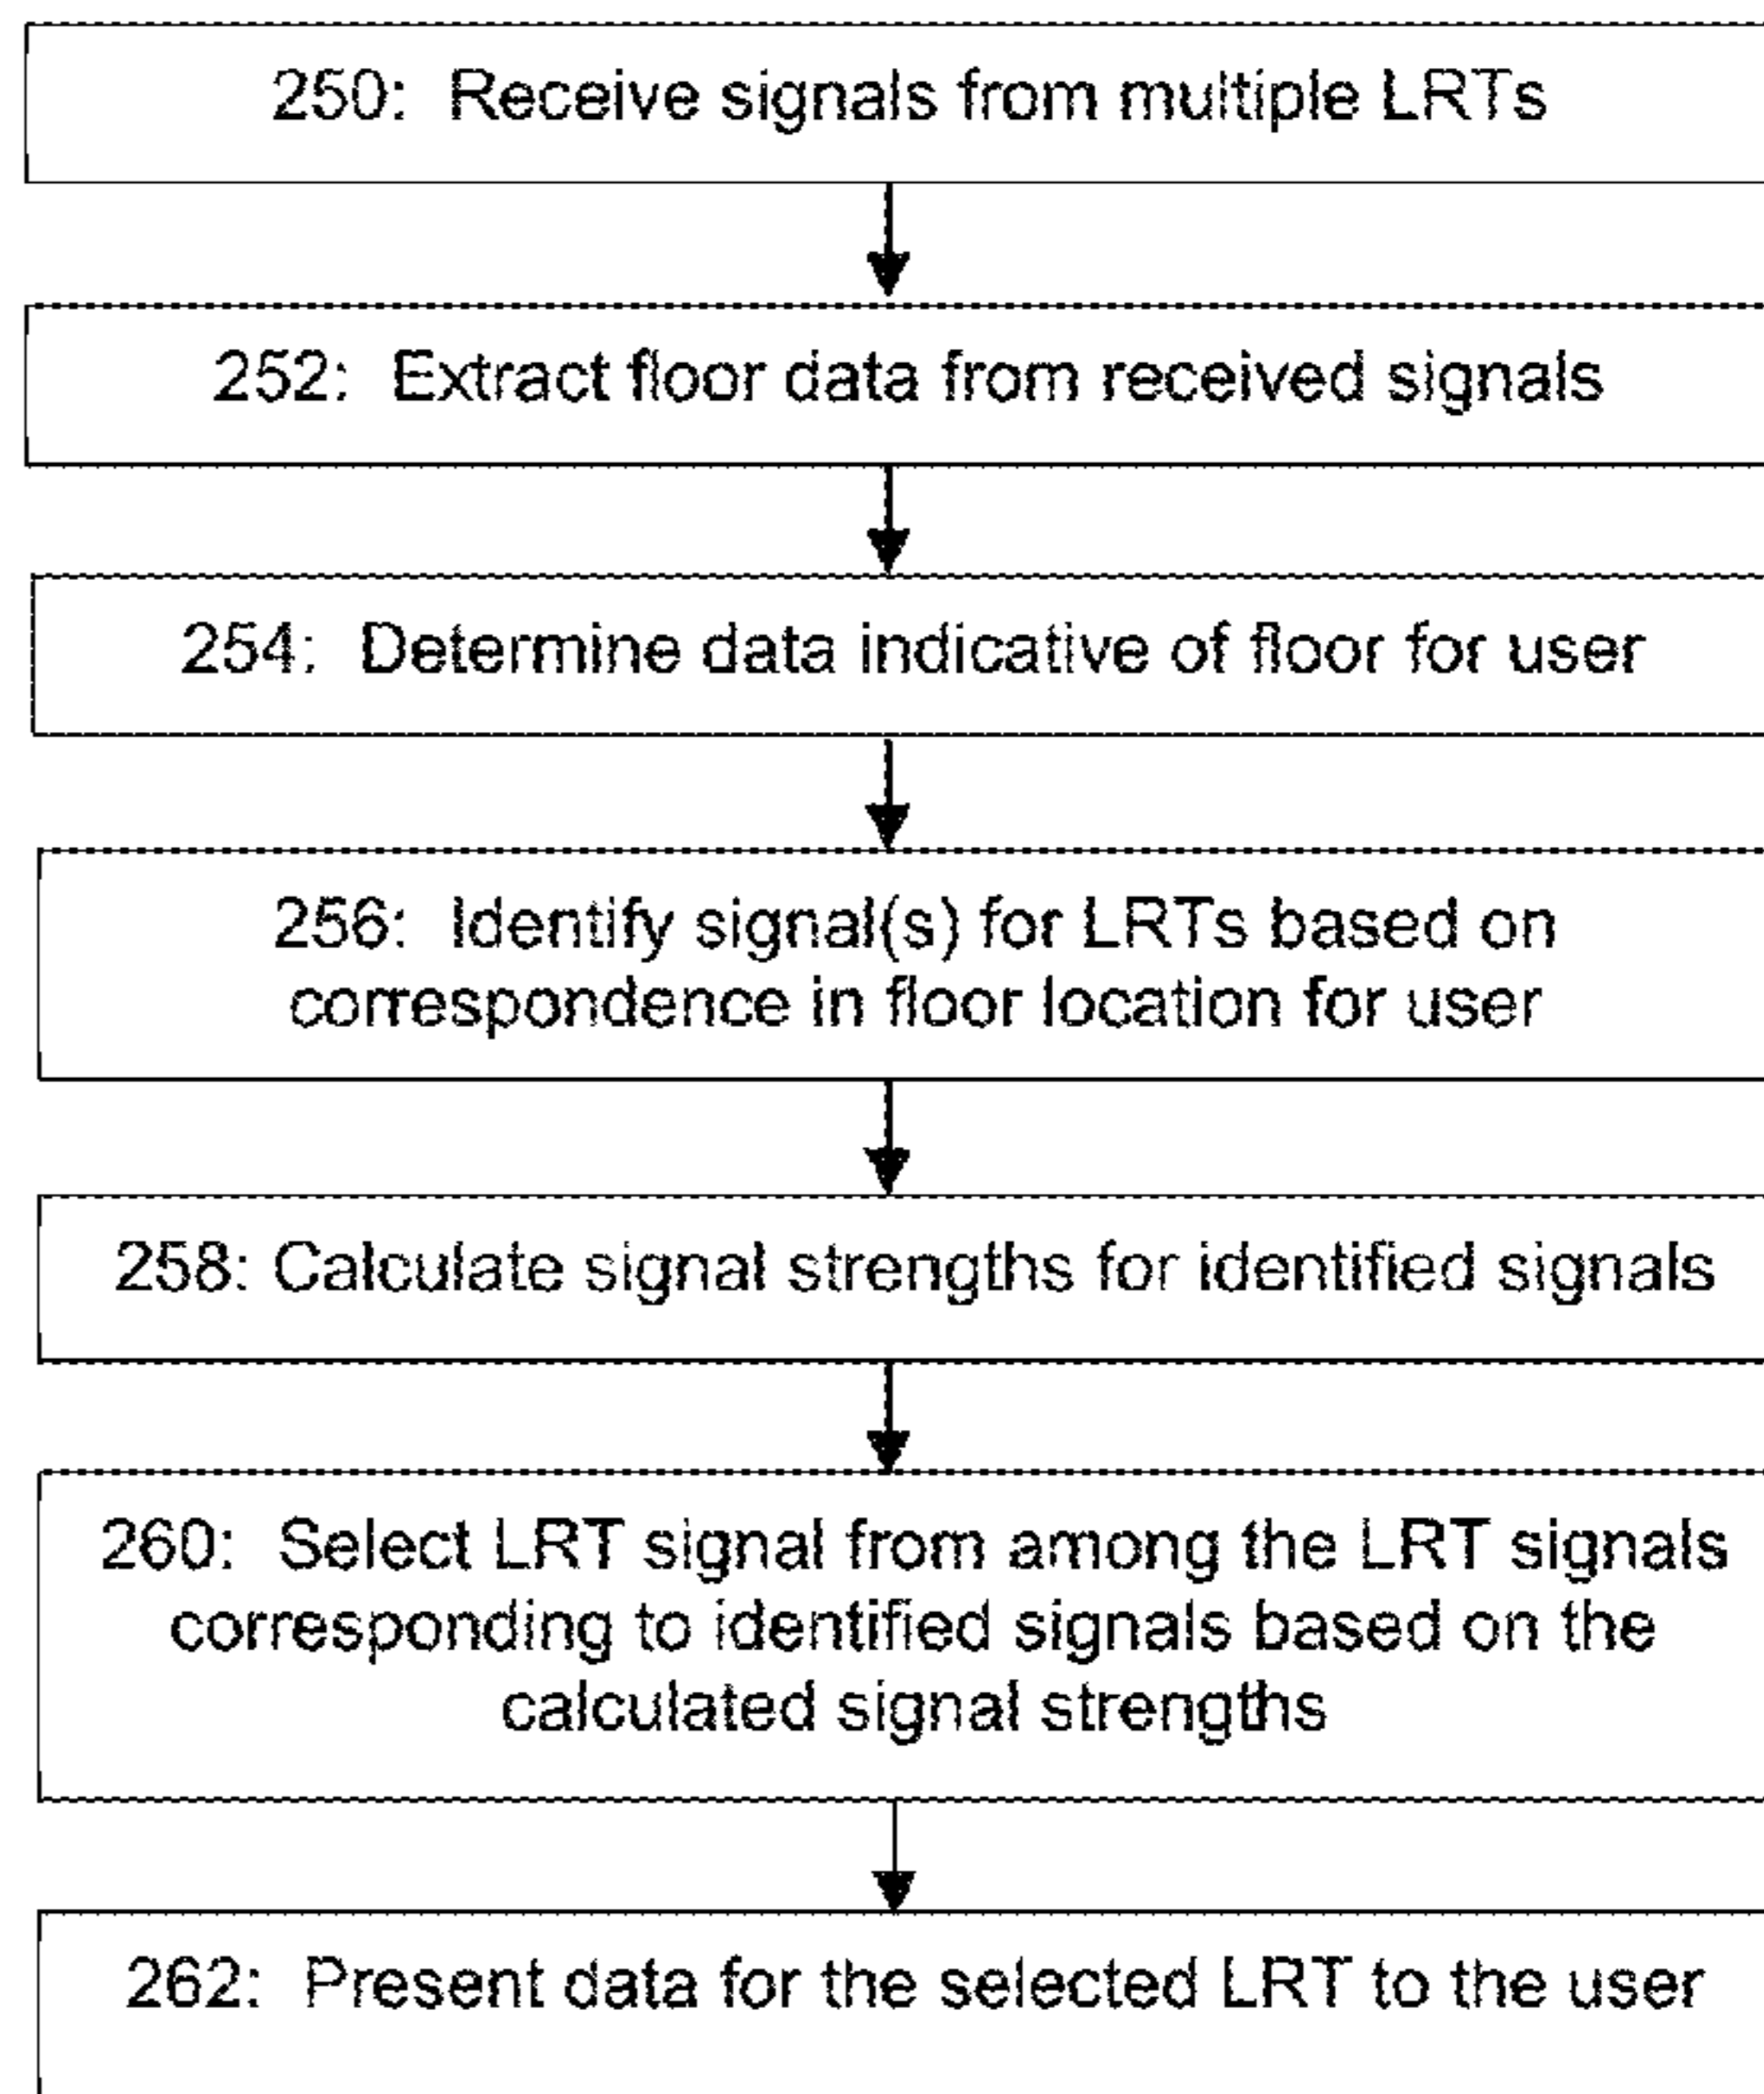 250: Receive signals from multiple LRTs
252: Extract floor data from received signals
254: Determine data indicative of floor for user
256: Identify signal(s) for LRTs based on
correspondence in floor location for user
258: Calculate signal strengths for identified signals
260: Select LRT signal from among the LRT signals
corresponding to identified signals based on the
calculated signal strengths
262: Present data for the selected LRT to the user